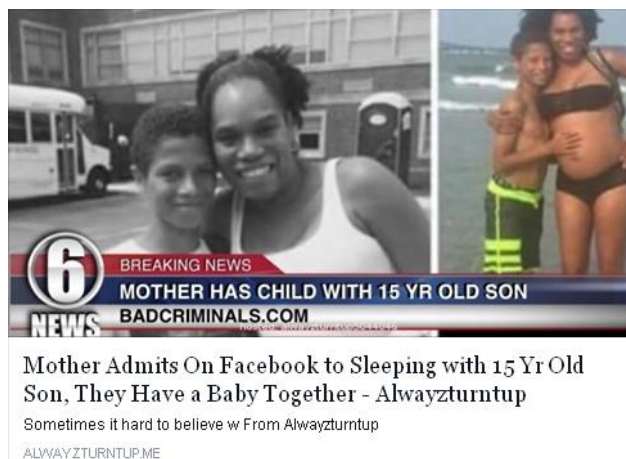 6
NEWS
BREAKING NEWS
MOTHER HAS CHILD WITH 15 YR OLD SON
BADCRIMINALS.COM
Mother Admits On Facebook to Sleeping with 15 Yr Old
Son, They Have a Baby Together - Alwayzturntup
Sometimes it hard to believe w From Alwayzturntup
ALWAYZTURNTUP.ME